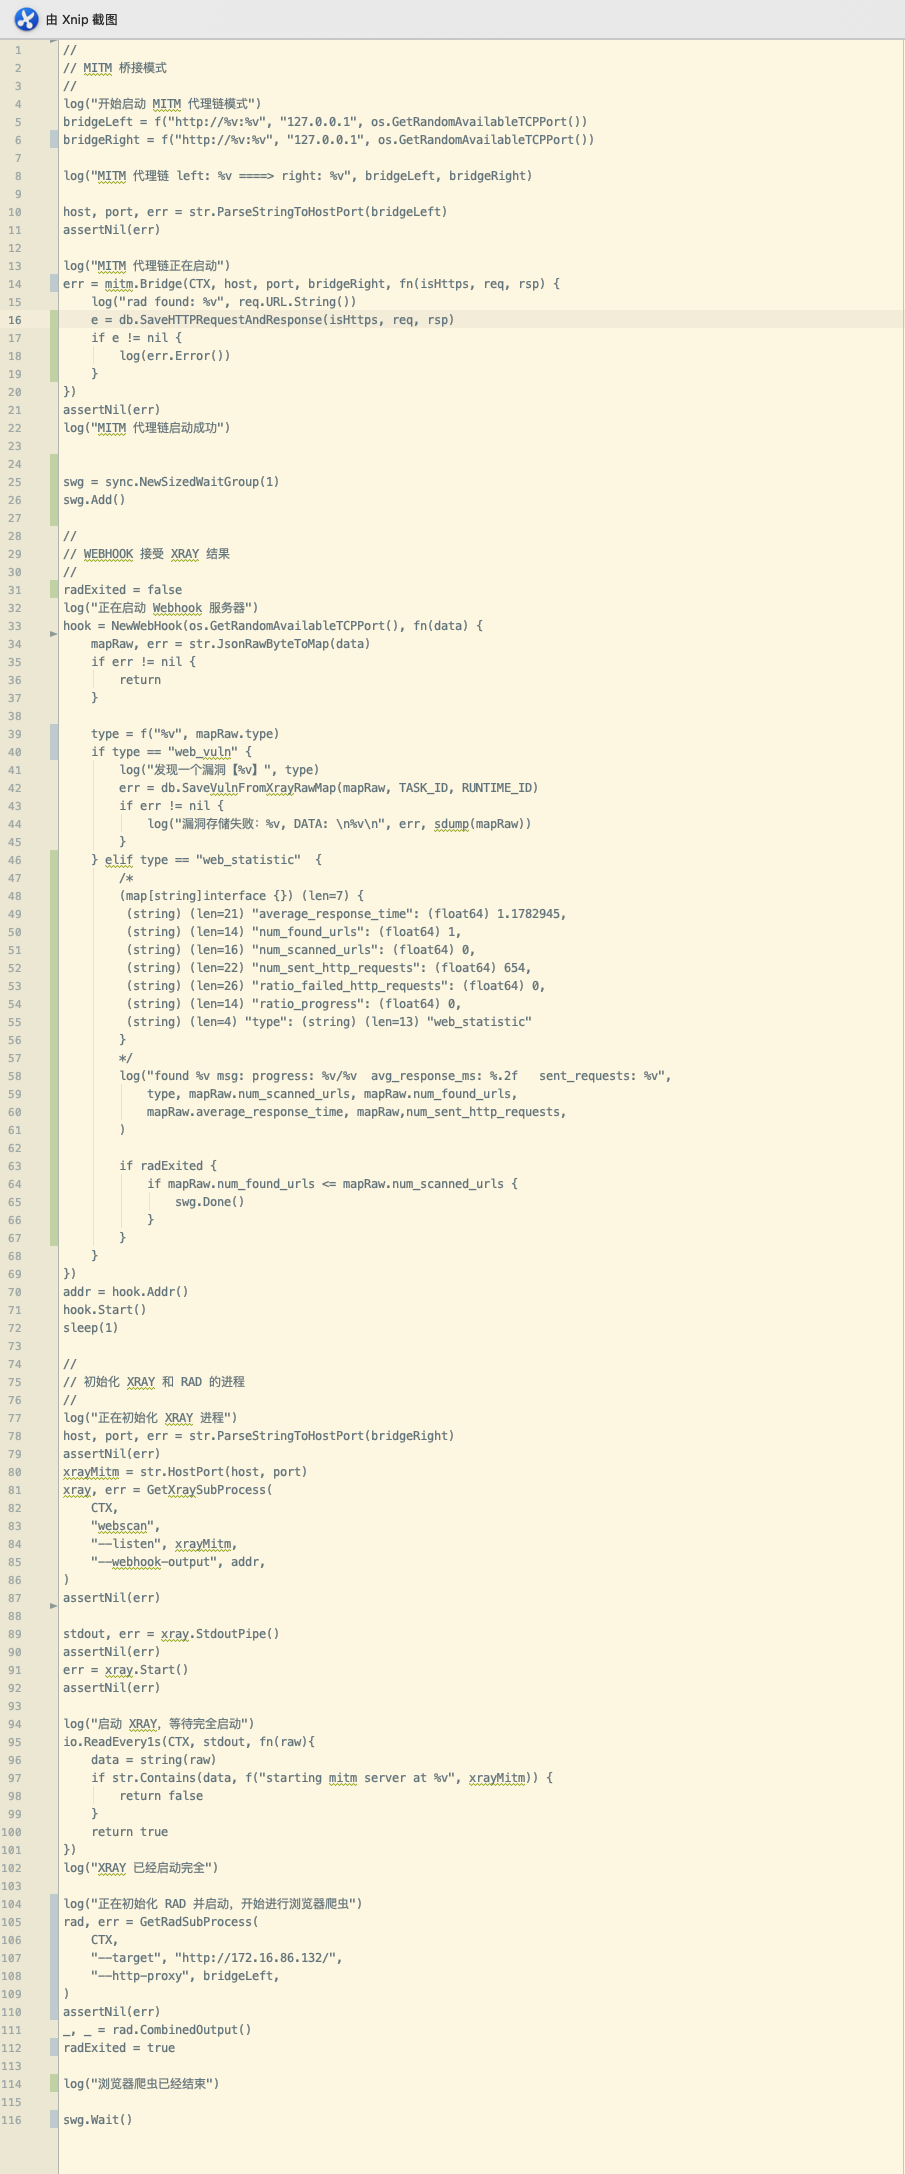 由 Xnip 截图
1 //
2 // MITM 桥接模式
3 //
4 log("开始启动 MITM 代理链模式")
5 bridgeLeft = f("http://%v:%v", "127.0.0.1", os.GetRandomAvailableTCPPort())
6 bridgeRight = f("http://%v:%v", "127.0.0.1", os.GetRandomAvailableTCPPort())
7
8 log("MITM 代理链 left: %v ====> right: %v", bridgeLeft, bridgeRight)
9
10 host, port, err = str.ParseStringToHostPort(bridgeLeft)
11 assertNil(err)
12
13 log("MITM 代理链正在启动")
14 err = mitm.Bridge(CTX, host, port, bridgeRight, fn(isHttps, req, rsp) {
15     log("rad found: %v", req.URL.String())
16     e = db.SaveHTTPRequestAndResponse(isHttps, req, rsp)
17     if e != nil {
18         log(err.Error())
19     }
20 })
21 assertNil(err)
22 log("MITM 代理链启动成功")
23
24
25 swg = sync.NewSizedWaitGroup(1)
26 swg.Add()
27
28 //
29 // WEBHOOK 接受 XRAY 结果
30 //
31 radExited = false
32 log("正在启动 Webhook 服务器")
33 hook = NewWebHook(os.GetRandomAvailableTCPPort(), fn(data) {
34     mapRaw, err = str.JsonRawByteToMap(data)
35     if err != nil {
36         return
37     }
38
39     type = f("%v", mapRaw.type)
40     if type == "web_vuln" {
41         log("发现一个漏洞【%v】", type)
42         err = db.SaveVulnFromXrayRawMap(mapRaw, TASK_ID, RUNTIME_ID)
43         if err != nil {
44             log("漏洞存储失败：%v, DATA: \n%v\n", err, sdump(mapRaw))
45         }
46     } elif type == "web_statistic"  {
47         /*
48         (map[string]interface {}) (len=7) {
49          (string) (len=21) "average_response_time": (float64) 1.1782945,
50          (string) (len=14) "num_found_urls": (float64) 1,
51          (string) (len=16) "num_scanned_urls": (float64) 0,
52          (string) (len=22) "num_sent_http_requests": (float64) 654,
53          (string) (len=26) "ratio_failed_http_requests": (float64) 0,
54          (string) (len=14) "ratio_progress": (float64) 0,
55          (string) (len=4) "type": (string) (len=13) "web_statistic"
56         }
57         */
58         log("found %v msg: progress: %v/%v  avg_response_ms: %.2f   sent_requests: %v",
59             type, mapRaw.num_scanned_urls, mapRaw.num_found_urls,
60             mapRaw.average_response_time, mapRaw,num_sent_http_requests,
61         )
62
63         if radExited {
64             if mapRaw.num_found_urls <= mapRaw.num_scanned_urls {
65                 swg.Done()
66             }
67         }
68     }
69 })
70 addr = hook.Addr()
71 hook.Start()
72 sleep(1)
73
74 //
75 // 初始化 XRAY 和 RAD 的进程
76 //
77 log("正在初始化 XRAY 进程")
78 host, port, err = str.ParseStringToHostPort(bridgeRight)
79 assertNil(err)
80 xrayMitm = str.HostPort(host, port)
81 xray, err = GetXraySubProcess(
82     CTX,
83     "webscan",
84     "--listen", xrayMitm,
85     "--webhook-output", addr,
86 )
87 assertNil(err)
88
89 stdout, err = xray.StdoutPipe()
90 assertNil(err)
91 err = xray.Start()
92 assertNil(err)
93
94 log("启动 XRAY，等待完全启动")
95 io.ReadEvery1s(CTX, stdout, fn(raw){
96     data = string(raw)
97     if str.Contains(data, f("starting mitm server at %v", xrayMitm)) {
98         return false
99     }
100     return true
101 })
102 log("XRAY 已经启动完全")
103
104 log("正在初始化 RAD 并启动，开始进行浏览器爬虫")
105 rad, err = GetRadSubProcess(
106     CTX,
107     "--target", "http://172.16.86.132/",
108     "--http-proxy", bridgeLeft,
109 )
110 assertNil(err)
111 _, _ = rad.CombinedOutput()
112 radExited = true
113
114 log("浏览器爬虫已经结束")
115
116 swg.Wait()